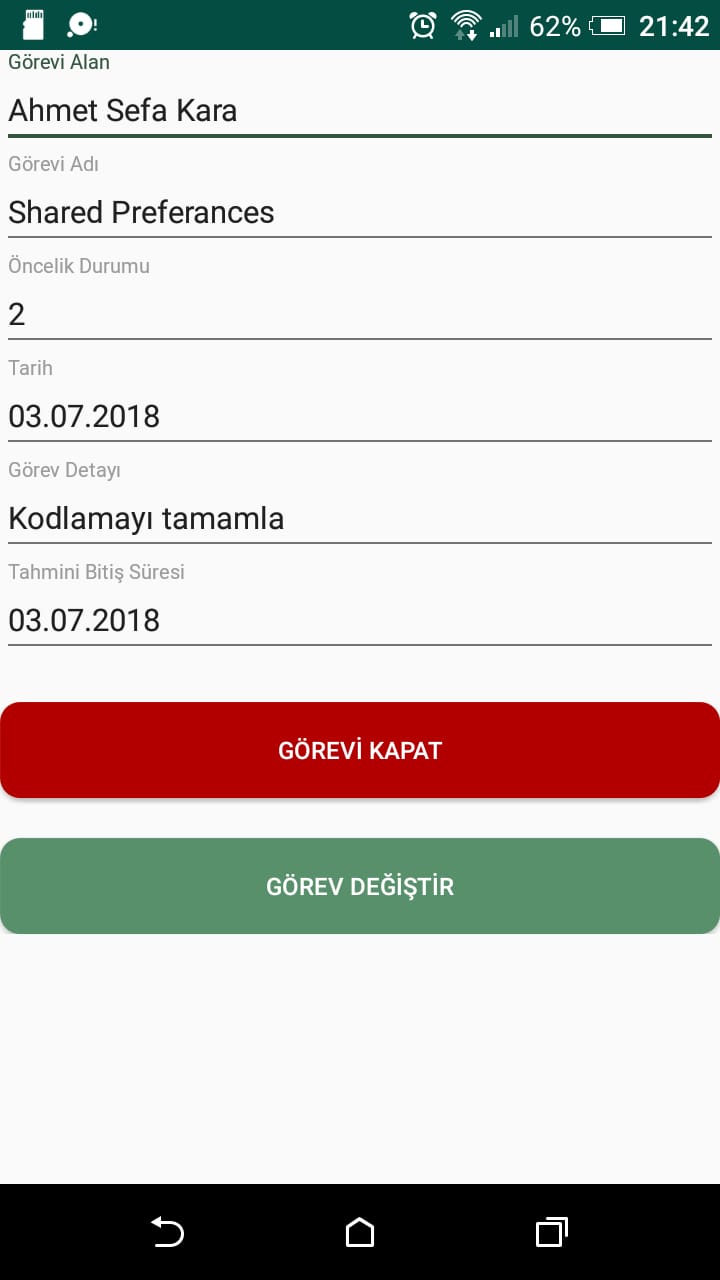 62% 21:42
Görevi Alan
Ahmet Sefa Kara
Görevi Adı
Shared Preferances
Öncelik Durumu
2
Tarih
03.07.2018
Görev Detayı
Kodlamayı tamamla
Tahmini Bitiş Süresi
03.07.2018
GÖREVİ KAPAT
GÖREV DEĞİŞTİR